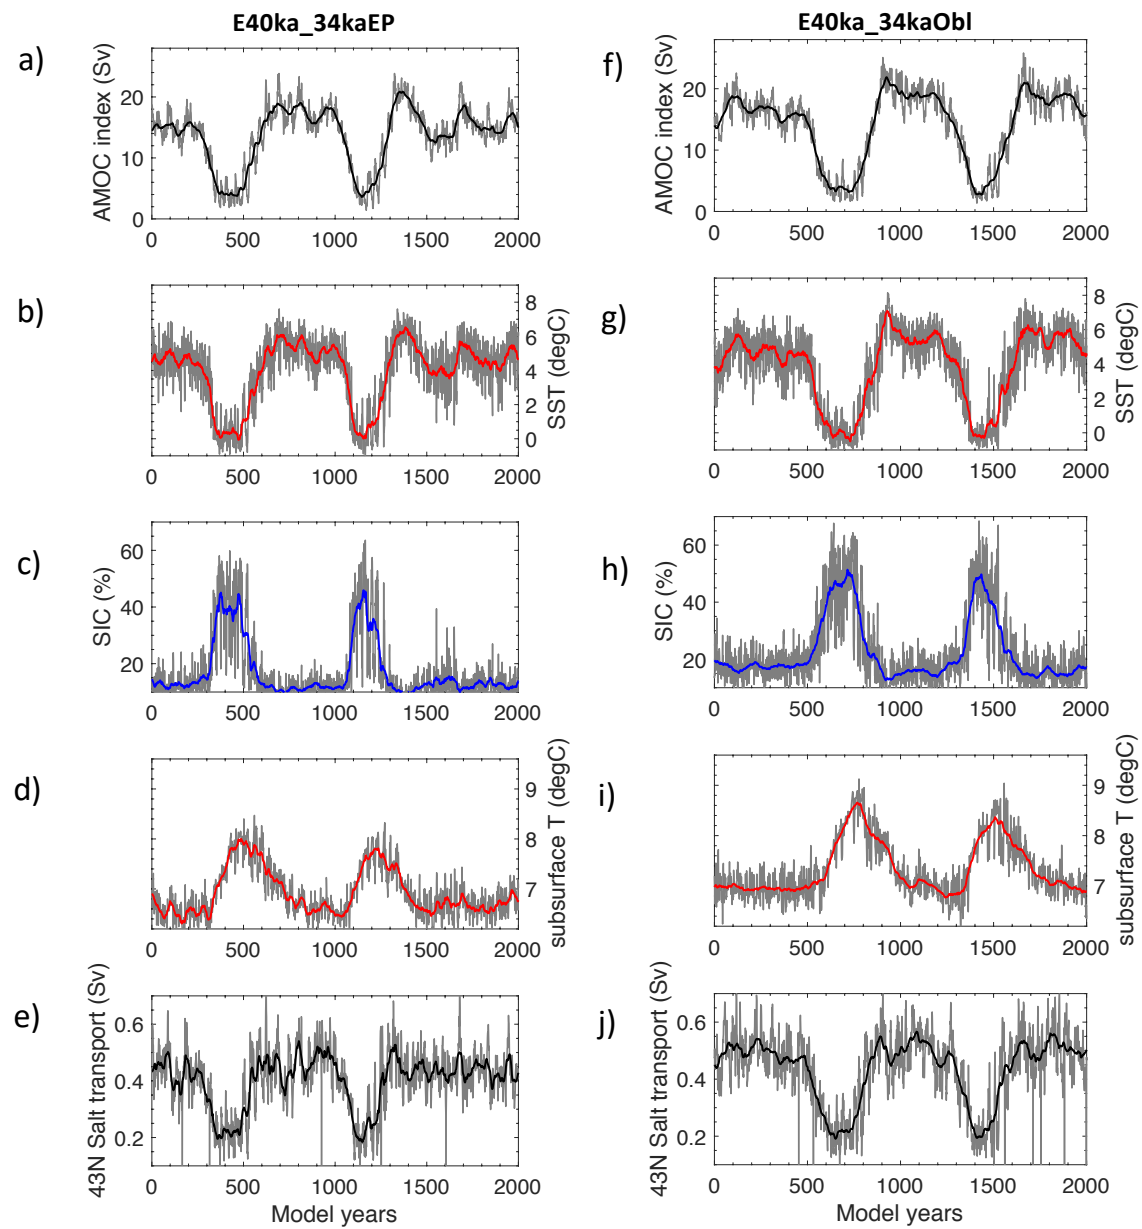 E40ka_34kaEP
a)
AMOC index (Sv)
20
10
0
0 500 1000 1500 2000
b)
SST (degC)
8
6
4
2
0
0 500 1000 1500 2000
c)
SIC (%)
60
40
20
0 500 1000 1500 2000
d)
subsurface T (degC)
9
8
7
0 500 1000 1500 2000
e)
43N Salt transport (Sv)
0.6
0.4
0.2
0 500 1000 1500 2000
Model years
E40ka_34kaObl
f)
AMOC index (Sv)
20
10
0
0 500 1000 1500 2000
g)
SST (degC)
8
6
4
2
0
0 500 1000 1500 2000
h)
SIC (%)
60
40
20
0 500 1000 1500 2000
i)
subsurface T (degC)
9
8
7
0 500 1000 1500 2000
j)
43N Salt transport (Sv)
0.6
0.4
0.2
0 500 1000 1500 2000
Model years